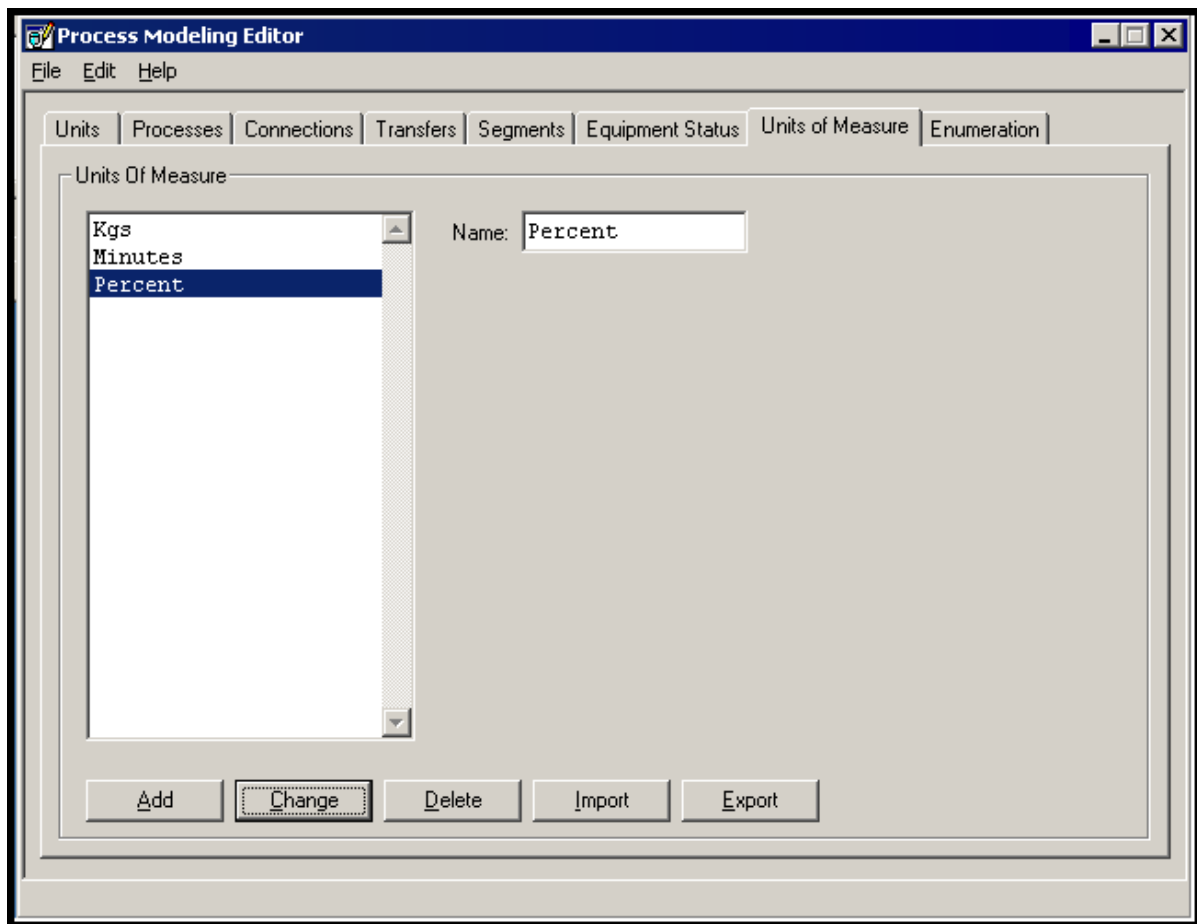 Process Modeling Editor
File Edit Help
Units Processes Connections Transfers Segments Equipment Status Units of Measure Enumeration
Units Of Measure
Kgs
Minutes
Percent
Name: Percent
Add Change Delete Import Export